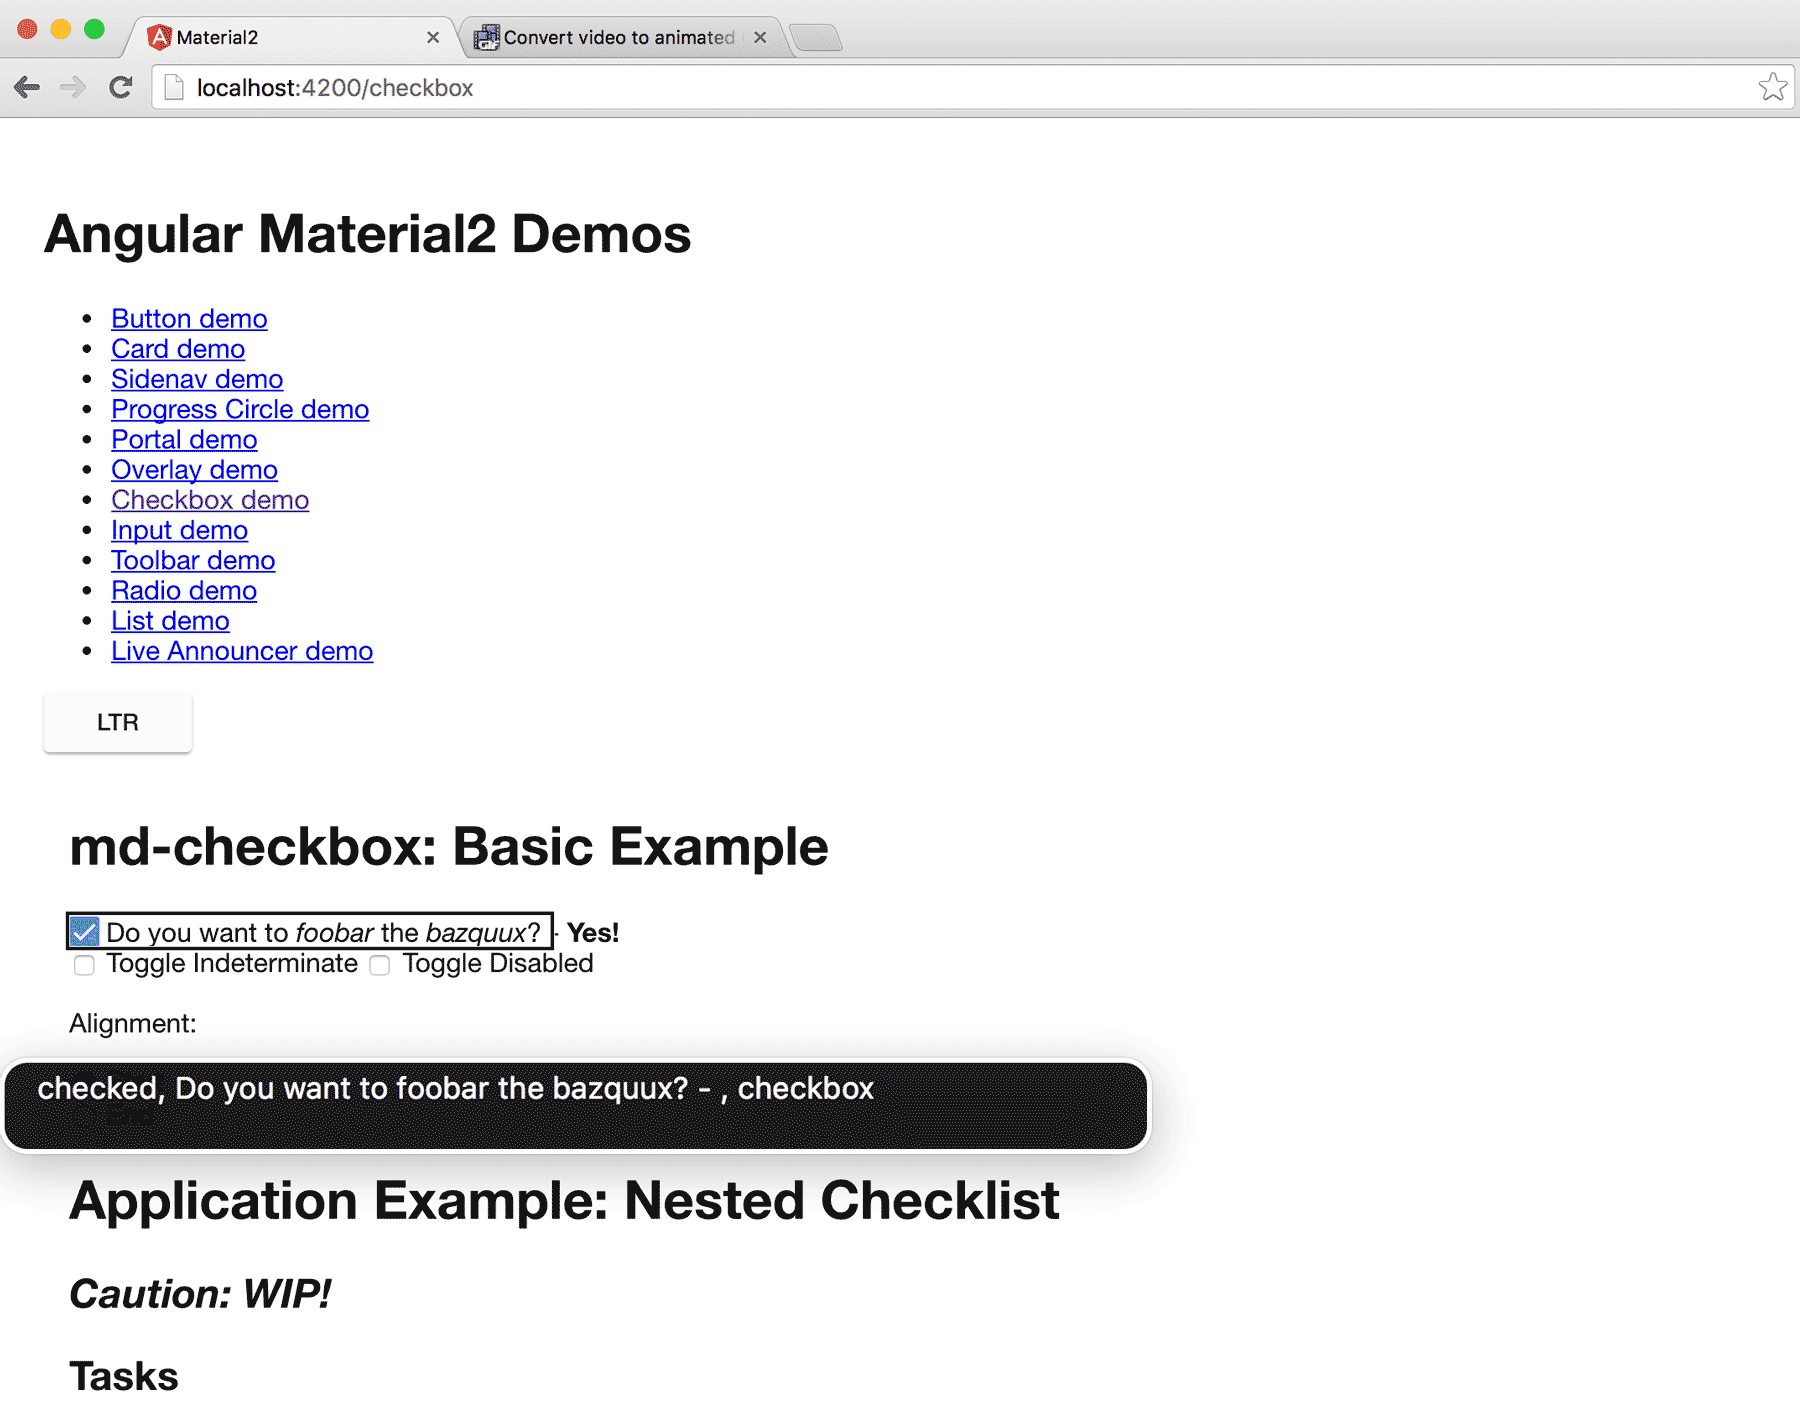 Material2
Convert video to animated
localhost:4200/checkbox
Angular Material2 Demos
Button demo
Card demo
Sidenav demo
Progress Circle demo
Portal demo
Overlay demo
Checkbox demo
Input demo
Toolbar demo
Radio demo
List demo
Live Announcer demo
LTR
md-checkbox: Basic Example
Do you want to foobar the bazquux? - Yes!
Toggle Indeterminate Toggle Disabled
Alignment:
checked, Do you want to foobar the bazquux? - , checkbox
Application Example: Nested Checklist
Caution: WIP!
Tasks